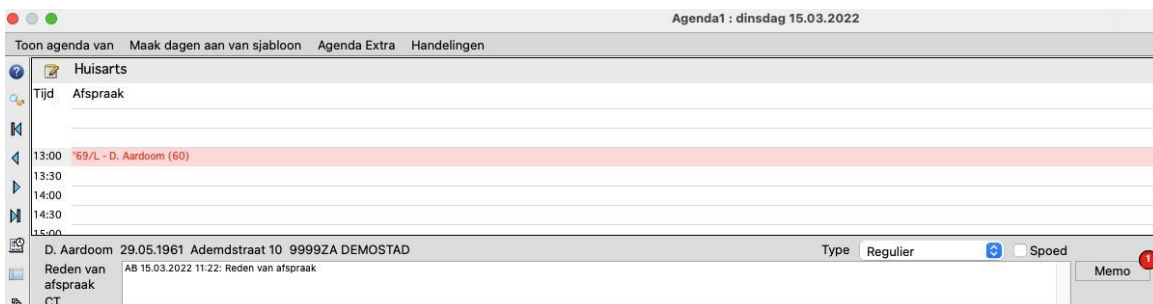 Agenda1 : dinsdag 15.03.2022
Toon agenda van Maak dagen aan van sjabloon Agenda Extra Handelingen
Huisarts
Tijd Afspraak
13:00 "69/L - D. Aardoom (60)
13:30
14:00
14:30
15:00
D. Aardoom 29.05.1961 Ademdstraat 10 9999ZA DEMOSTAD Type Regulier Spoed
Reden van afspraak AB 15.03.2022 11:22: Reden van afspraak Memo 1
CT